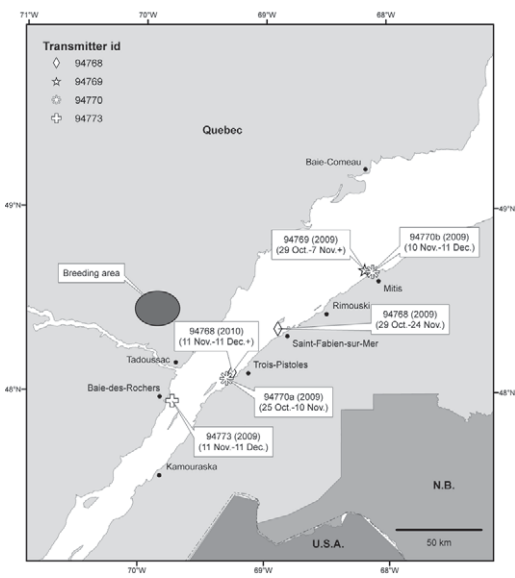 71°W
70°W
69°W
68°W
Transmitter id
94768
94769
94770
94773
Quebec
Baie-Comeau
49°N
49°N
94769 (2009)
(29 Oct.-7 Nov.+)
94770b (2009)
(10 Nov.-11 Dec.)
Breeding area
Mitis
Rimouski
94768 (2009)
(29 Oct.-24 Nov.)
94768 (2010)
(11 Nov.-11 Dec.+)
Saint-Fabien-sur-Mer
Tadoussac
Trois-Pistoles
48°N
Baie-des-Rochers
48°N
94770a (2009)
(25 Oct.-10 Nov.)
94773 (2009)
(11 Nov.-11 Dec.)
Kamouraska
N.B.
U.S.A.
50 km
70°W
69°W
68°W